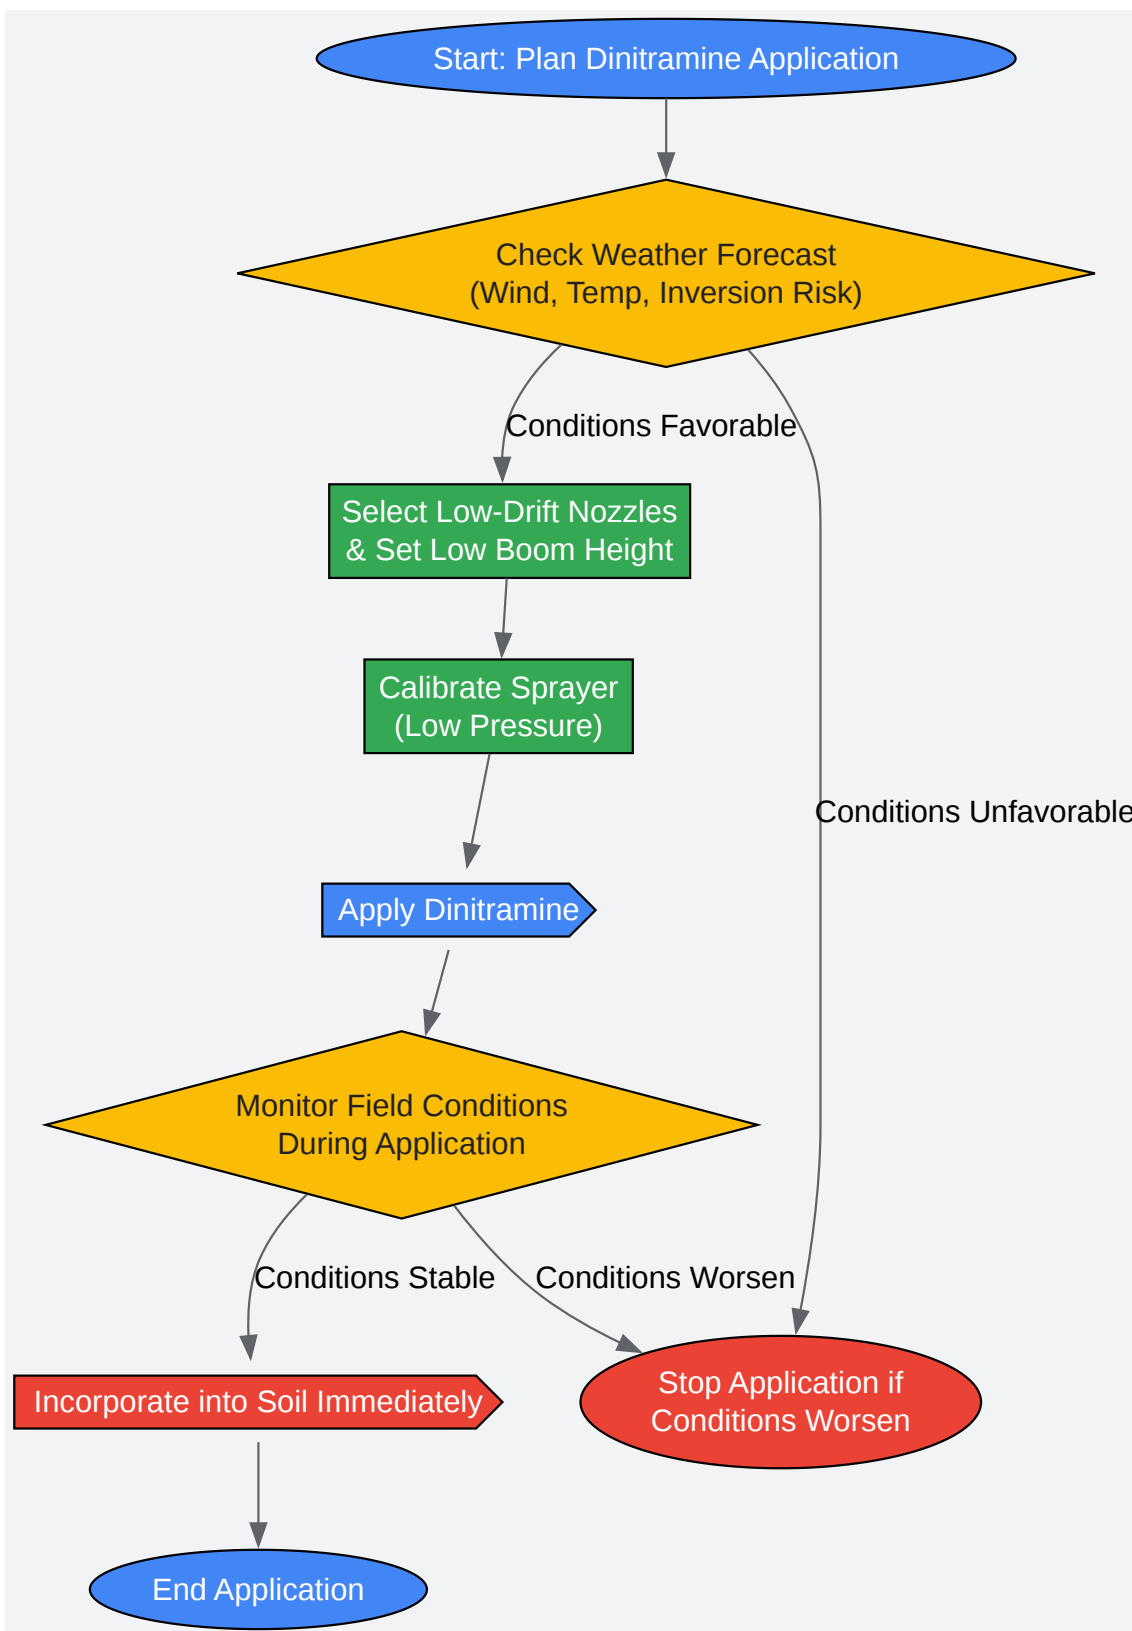 Start: Plan Dinitramine Application
Check Weather Forecast
(Wind, Temp, Inversion Risk)
Conditions Favorable
Select Low-Drift Nozzles
& Set Low Boom Height
Calibrate Sprayer
(Low Pressure)
Conditions Unfavorable
Apply Dinitramine
Monitor Field Conditions
During Application
Conditions Stable
Conditions Worsen
Incorporate into Soil Immediately
Stop Application if
Conditions Worsen
End Application